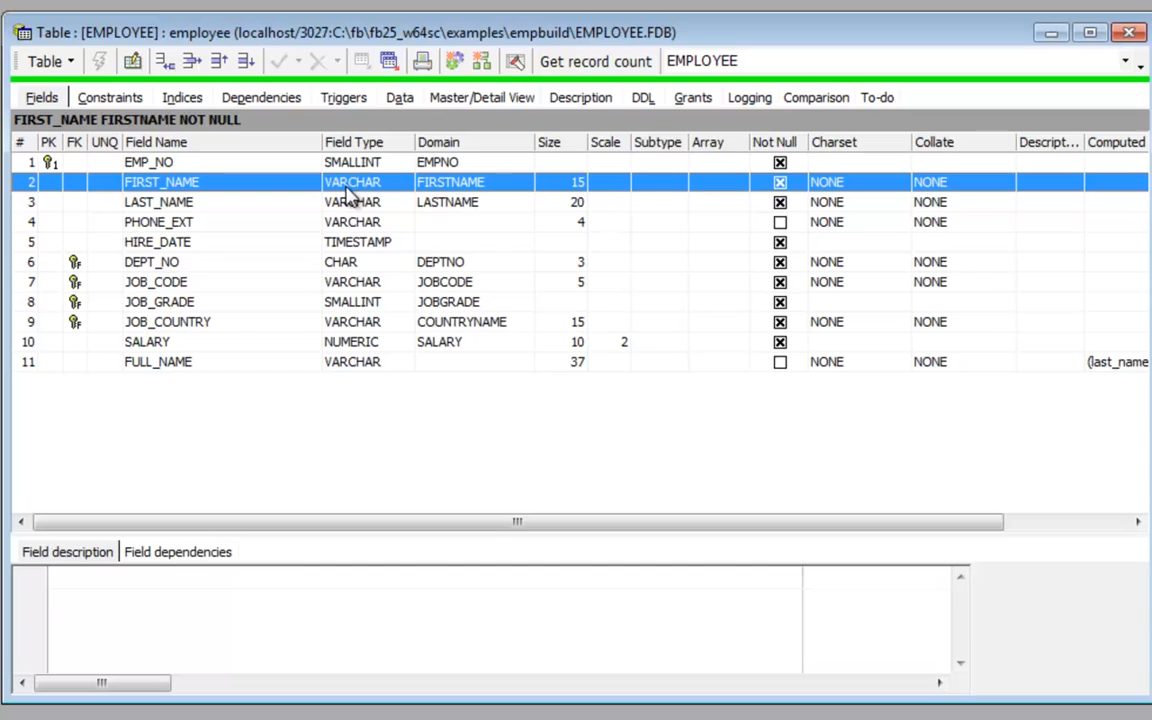 Table : [EMPLOYEE] : employee (localhost/3027:C:\fb\fb25_w64sc\examples\empbuild\EMPLOYEE.FDB)
Table Get record count EMPLOYEE
Fields Constraints Indices Dependencies Triggers Data Master/Detail View Description DDL Grants Logging Comparison To-do
FIRST_NAME FIRSTNAME NOT NULL
# PK FK UNQ Field Name Field Type Domain Size Scale Subtype Array Not Null Charset Collate Descript... Computed
1 1 EMP_NO SMALLINT EMPNO
2 FIRST_NAME VARCHAR FIRSTNAME 15 NONE NONE
3 LAST_NAME VARCHAR LASTNAME 20 NONE NONE
4 PHONE_EXT VARCHAR 4 NONE NONE
5 HIRE_DATE TIMESTAMP
6 F DEPT_NO CHAR DEPTNO 3 NONE NONE
7 F JOB_CODE VARCHAR JOBCODE 5 NONE NONE
8 F JOB_GRADE SMALLINT JOBGRADE
9 F JOB_COUNTRY VARCHAR COUNTRYNAME 15 NONE NONE
10 SALARY NUMERIC SALARY 10 2
11 FULL_NAME VARCHAR 37 NONE NONE (last_name
Field description Field dependencies